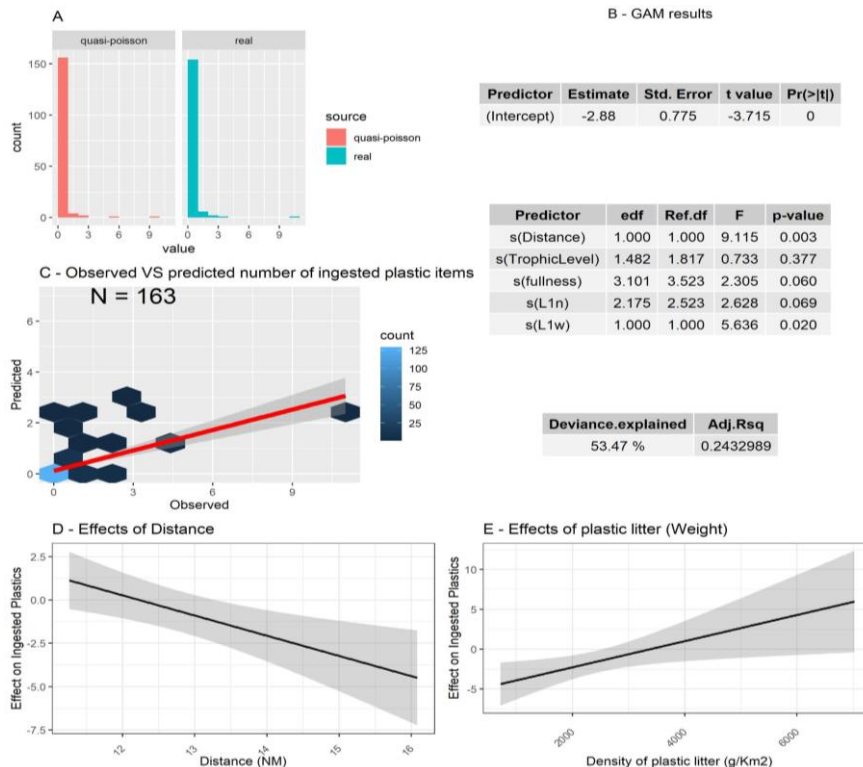 A
quasi-poisson real
150
100
50
0
count
0 3 6 9 0 3 6 9
value
source
quasi-poisson
real
B - GAM results
Predictor Estimate Std. Error t value Pr(>|t|)
(Intercept) -2.88 0.775 -3.715 0
Predictor edf Ref.df F p-value
s(Distance) 1.000 1.000 9.115 0.003
s(TrophicLevel) 1.482 1.817 0.733 0.377
s(fullness) 3.101 3.523 2.305 0.060
s(L1n) 2.175 2.523 2.628 0.069
s(L1w) 1.000 1.000 5.636 0.020
Deviance.explained Adj.Rsq
53.47 % 0.2432989
C - Observed VS predicted number of ingested plastic items
N = 163
6
4
2
0
Predicted
0 3 6 9
Observed
count
125
100
75
50
25
D - Effects of Distance
2.5
0.0
-2.5
-5.0
-7.5
Effect on Ingested Plastics
12 13 14 15 16
Distance (NM)
E - Effects of plastic litter (Weight)
10
5
0
-5
Effect on Ingested Plastics
2000 4000 6000
Density of plastic litter (g/Km2)